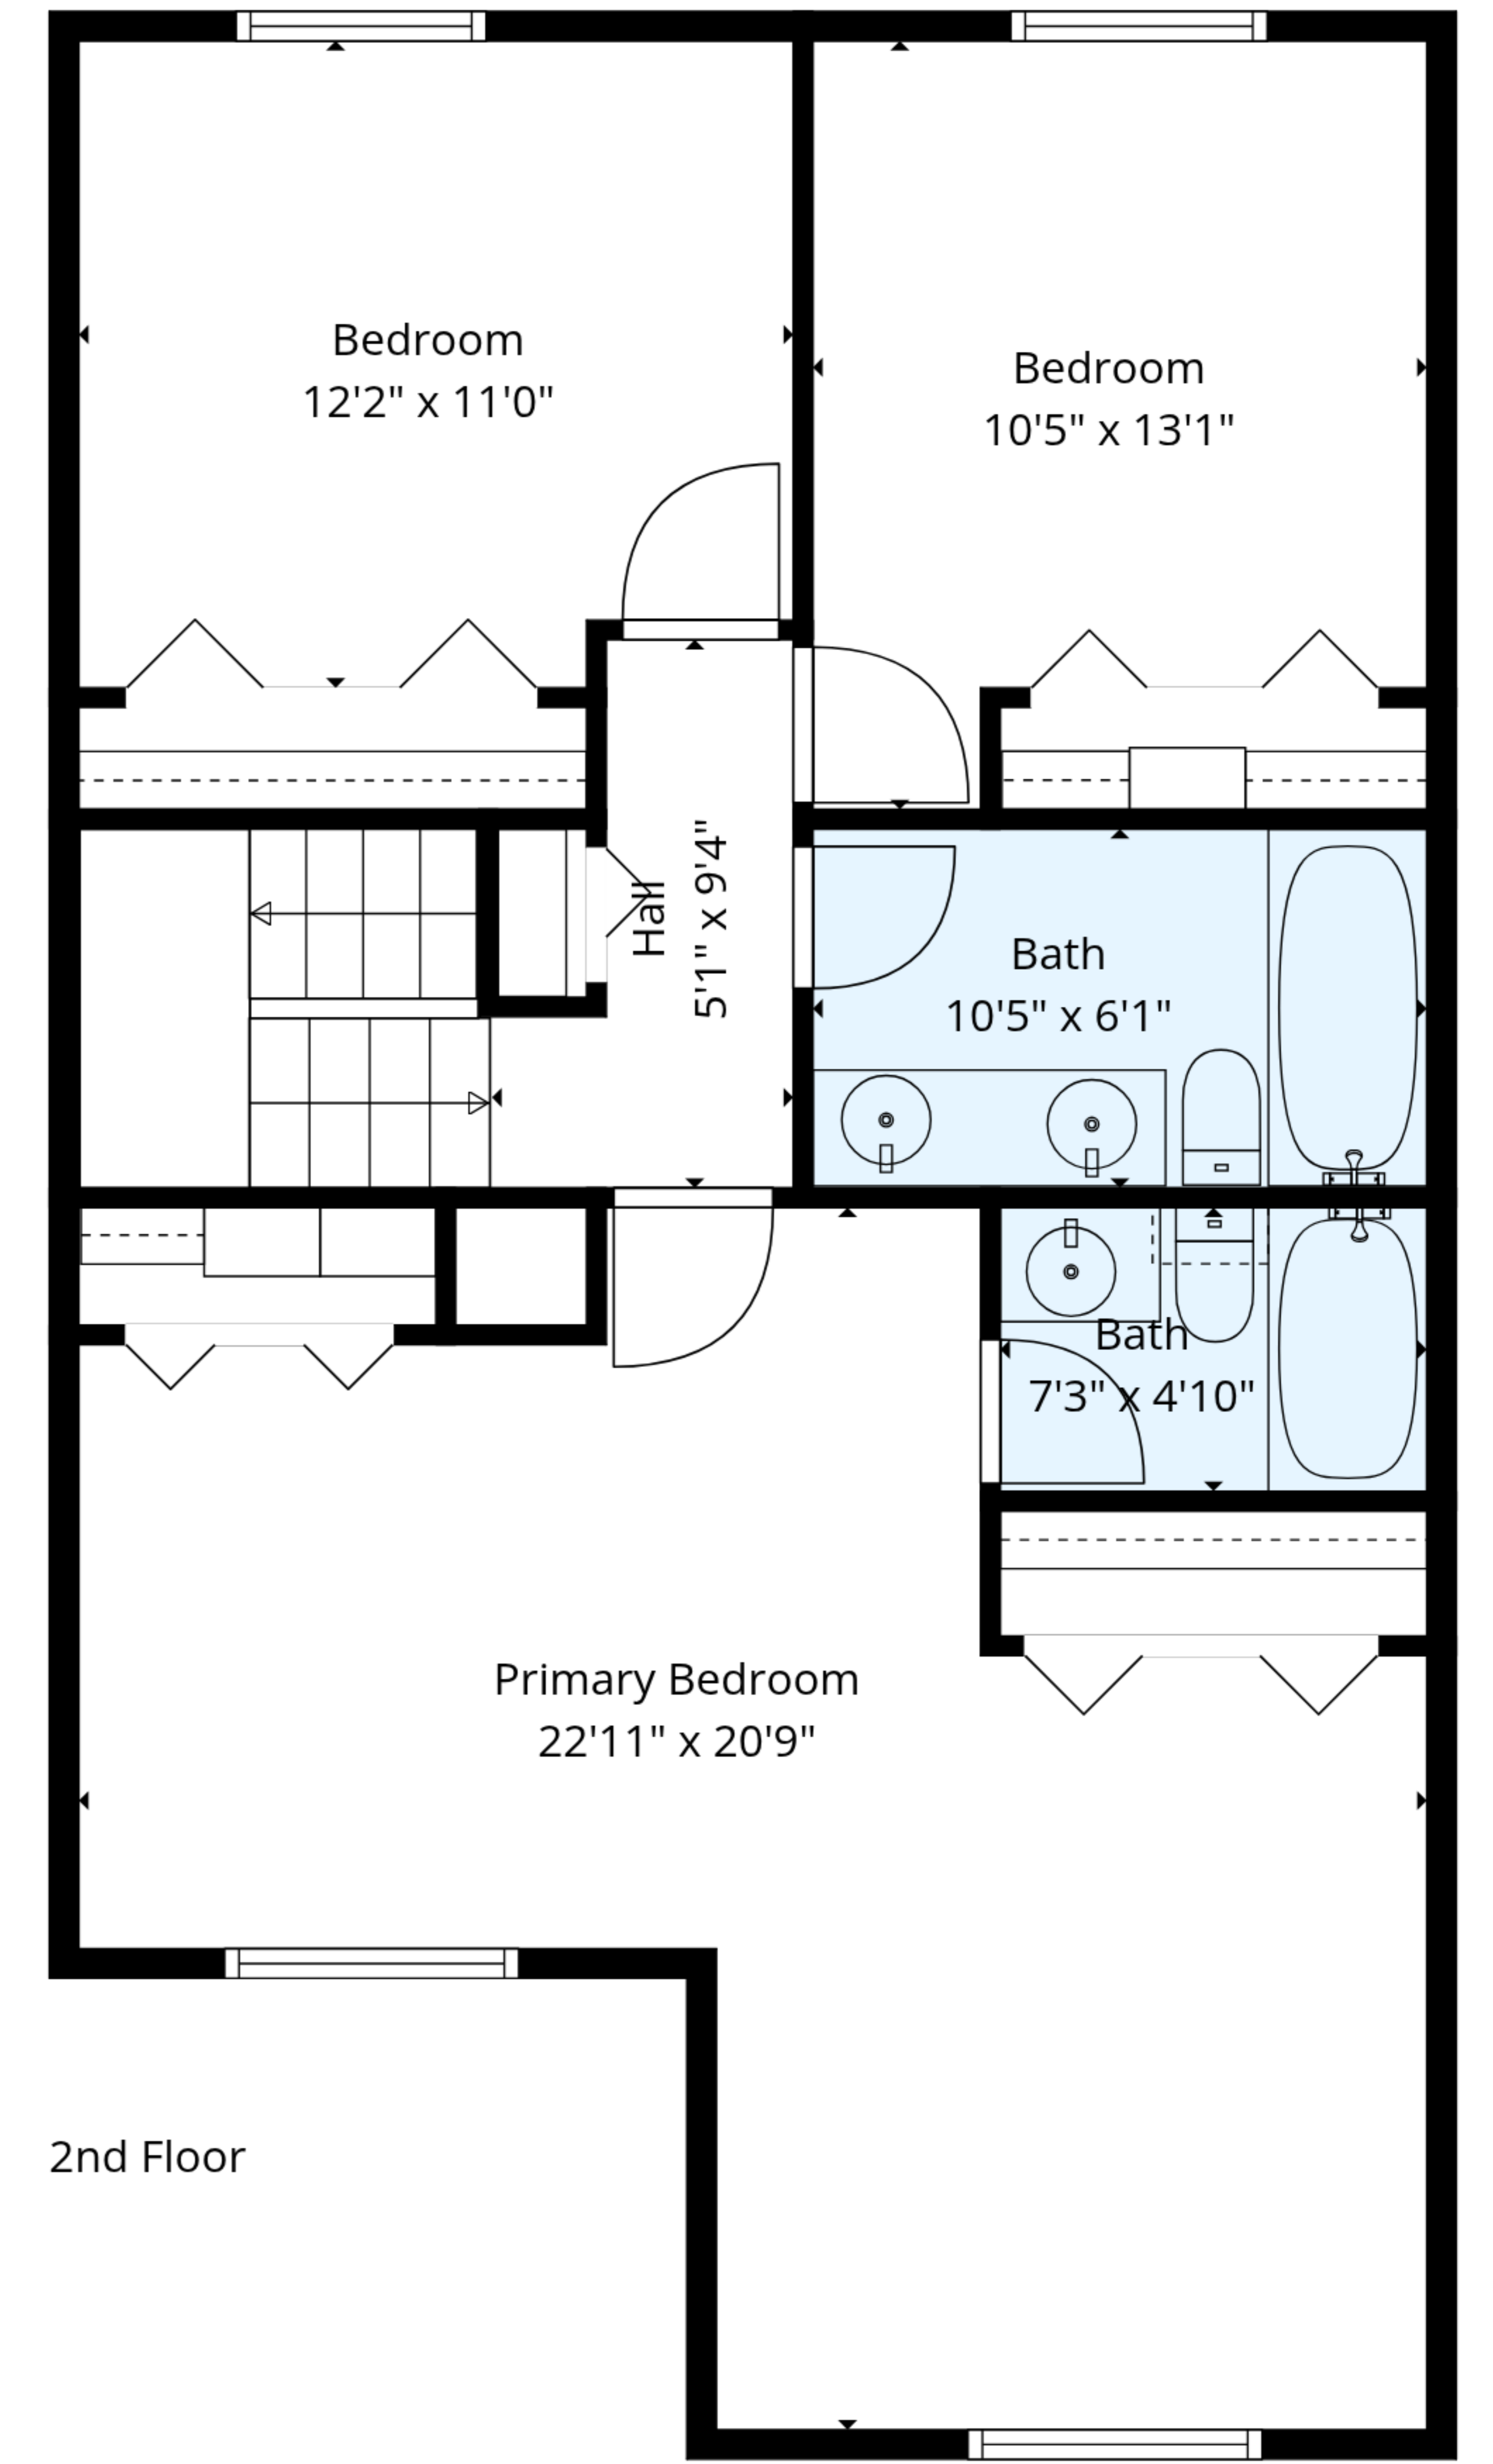 Bedroom
12'2" x 11'0"
Bedroom
10'5" x 13'1"
Hall
5'1" x 9'4"
Bath
10'5" x 6'1"
Bath
7'3" x 4'10"
Primary Bedroom
22'11" x 20'9"
2nd Floor